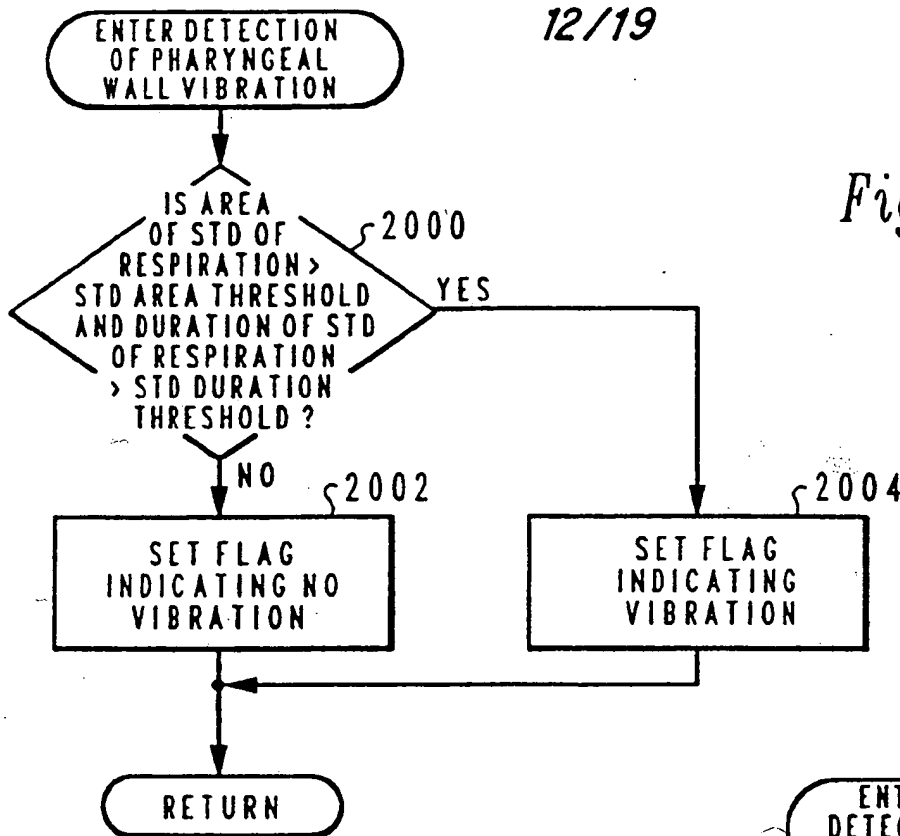 12/19
ENTER DETECTION
OF PHARYNGEAL
WALL VIBRATION
IS AREA
OF STD OF
RESPIRATION >
STD AREA THRESHOLD
AND DURATION OF STD
OF RESPIRATION
> STD DURATION
THRESHOLD ?
2000
YES
NO
2002
SET FLAG
INDICATING NO
VIBRATION
2004
SET FLAG
INDICATING
VIBRATION
RETURN